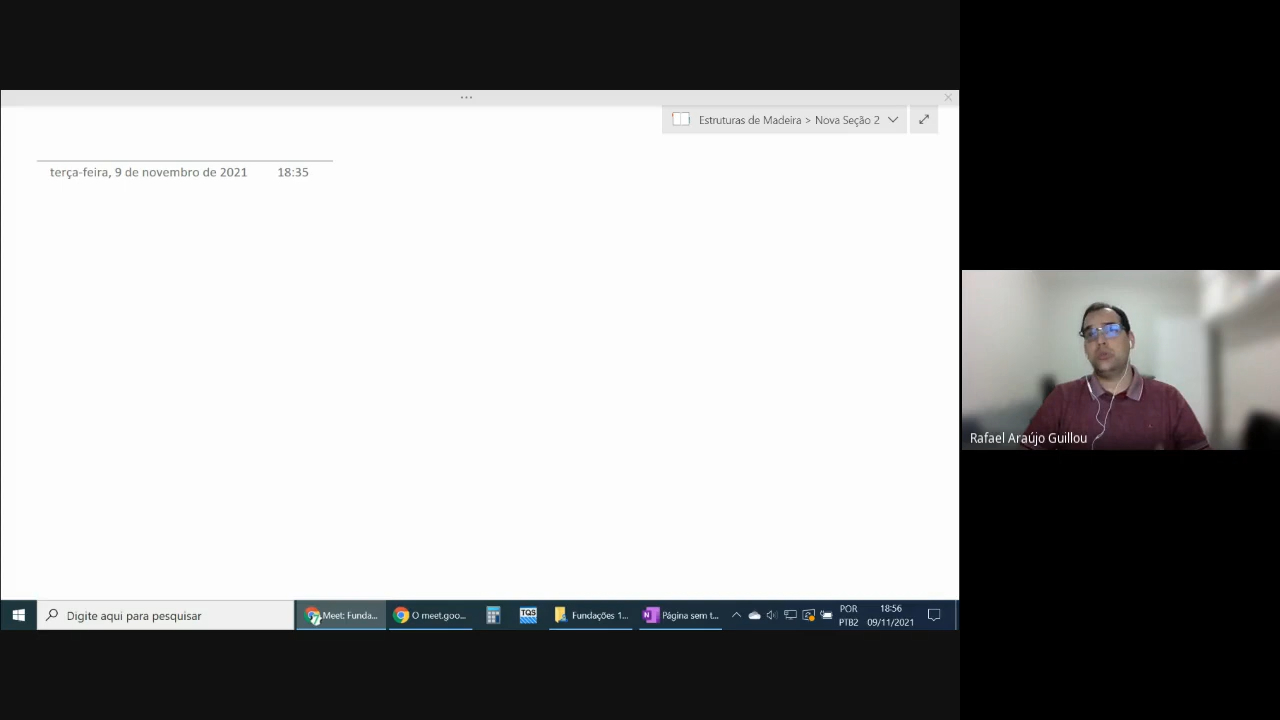 Estruturas de Madeira > Nova Seção 2
terça-feira, 9 de novembro de 2021 18:35
Rafael Araújo Guillou
Digite aqui para pesquisar
Meet: Funda...
O meet.goo...
TQS
Fundações 1...
Página sem t...
POR
PTB2
18:56
09/11/2021